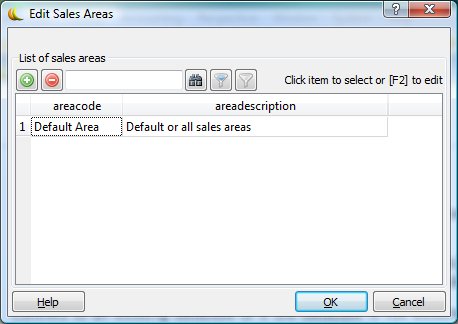 Edit Sales Areas
List of sales areas
Click item to select or [F2] to edit
areacode areadescription
1 Default Area Default or all sales areas
Help OK Cancel